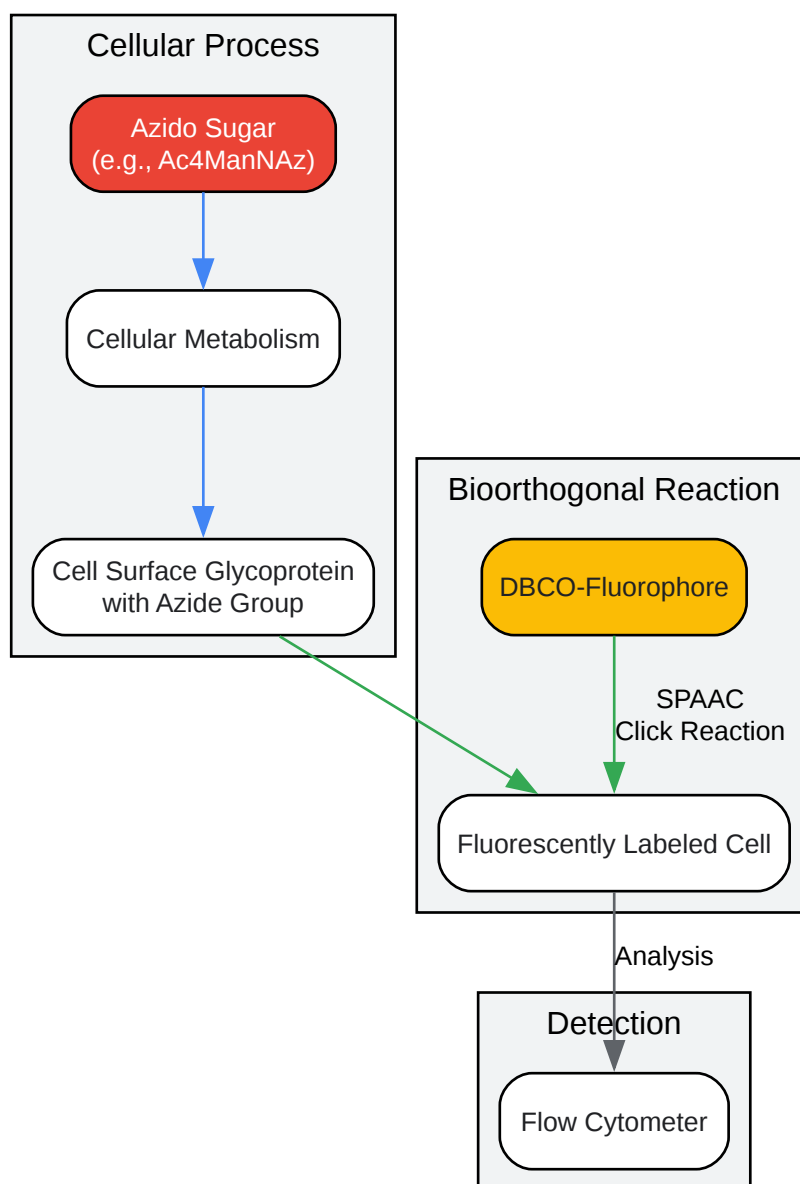 Cellular Process
Azido Sugar
(e.g., Ac4ManNAz)
Cellular Metabolism
Cell Surface Glycoprotein
with Azide Group
Bioorthogonal Reaction
DBCO-Fluorophore
SPAAC
Click Reaction
Fluorescently Labeled Cell
Analysis
Detection
Flow Cytometer